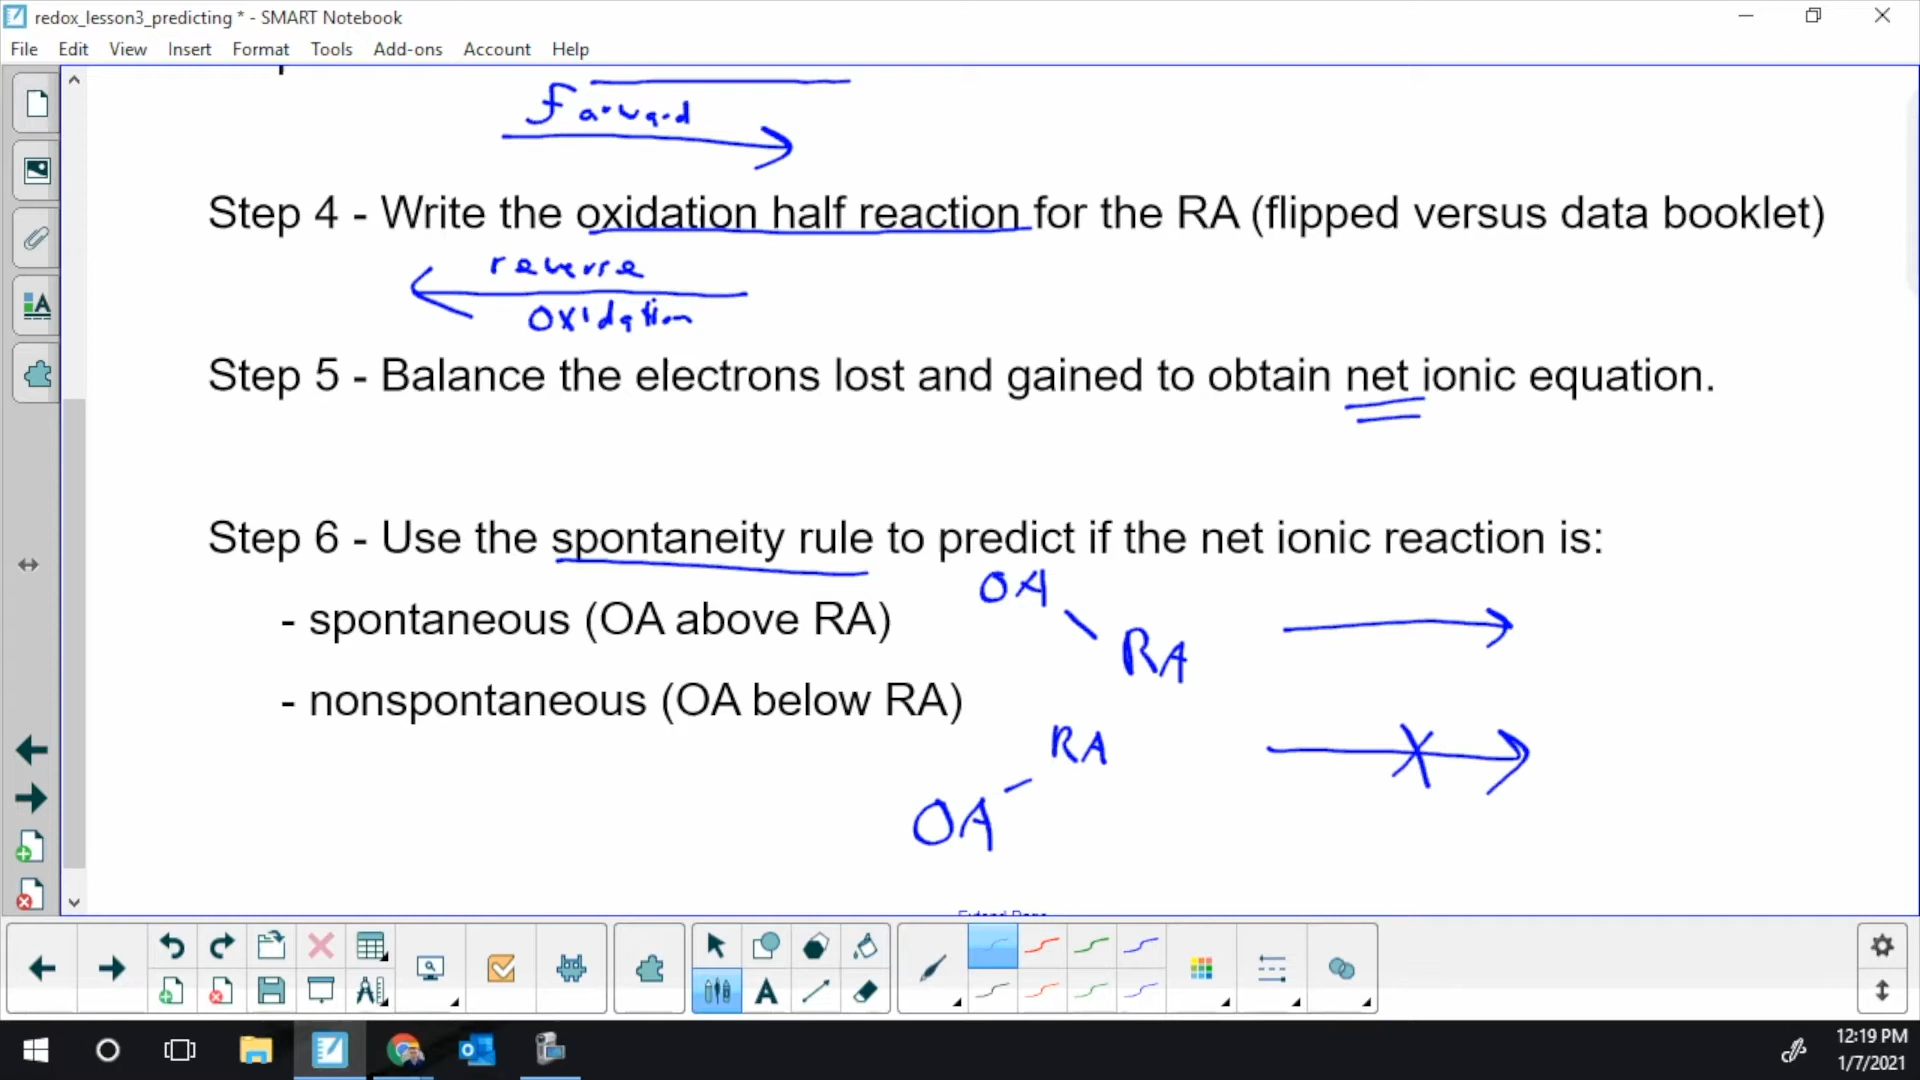 redox_lesson3_predicting * - SMART Notebook
File Edit View Insert Format Tools Add-ons Account Help
forward
Step 4 - Write the oxidation half reaction for the RA (flipped versus data booklet)
reverse
oxidation
Step 5 - Balance the electrons lost and gained to obtain net ionic equation.
Step 6 - Use the spontaneity rule to predict if the net ionic reaction is:
OA
- spontaneous (OA above RA)
RA
- nonspontaneous (OA below RA)
RA
OA
Extend Page
12:19 PM
1/7/2021